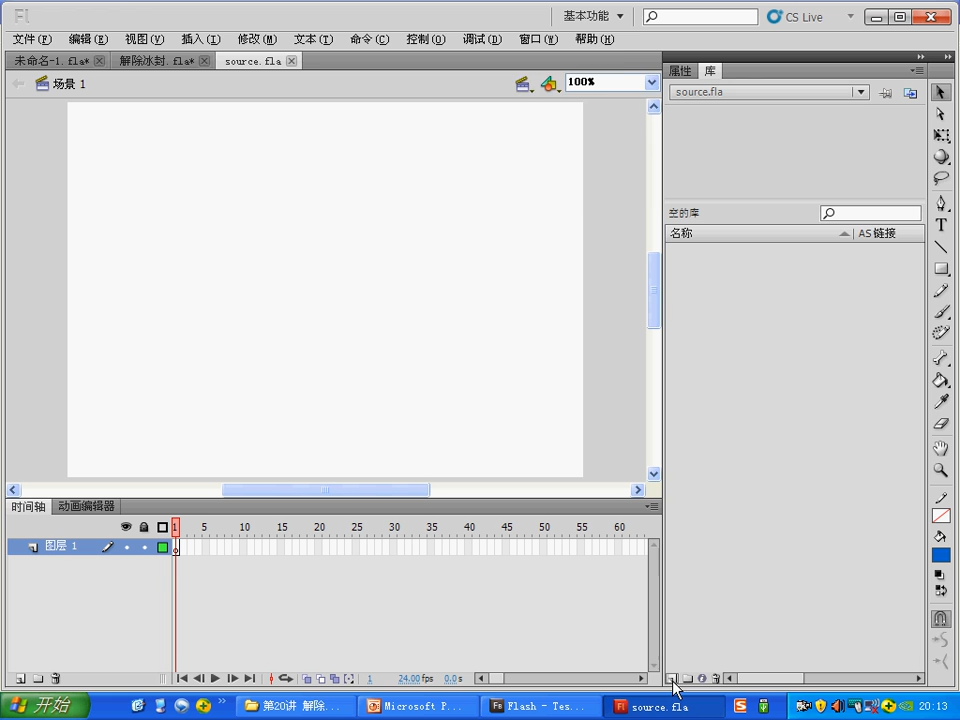 Fl
基本功能
CS Live
文件(F) 编辑(E) 视图(V) 插入(I) 修改(M) 文本(T) 命令(C) 控制(O) 调试(D) 窗口(W) 帮助(H)
未命名-1.fla* 解除冰封.fla* source.fla
属性 库
场景 1
100%
source.fla
空的库
名称 AS 链接
时间轴 动画编辑器
1 5 10 15 20 25 30 35 40 45 50 55 60
图层 1
1 24.00 fps 0.0 s
开始
第20讲 解除...
Microsoft P...
Flash - Tes...
source.fla
20:13